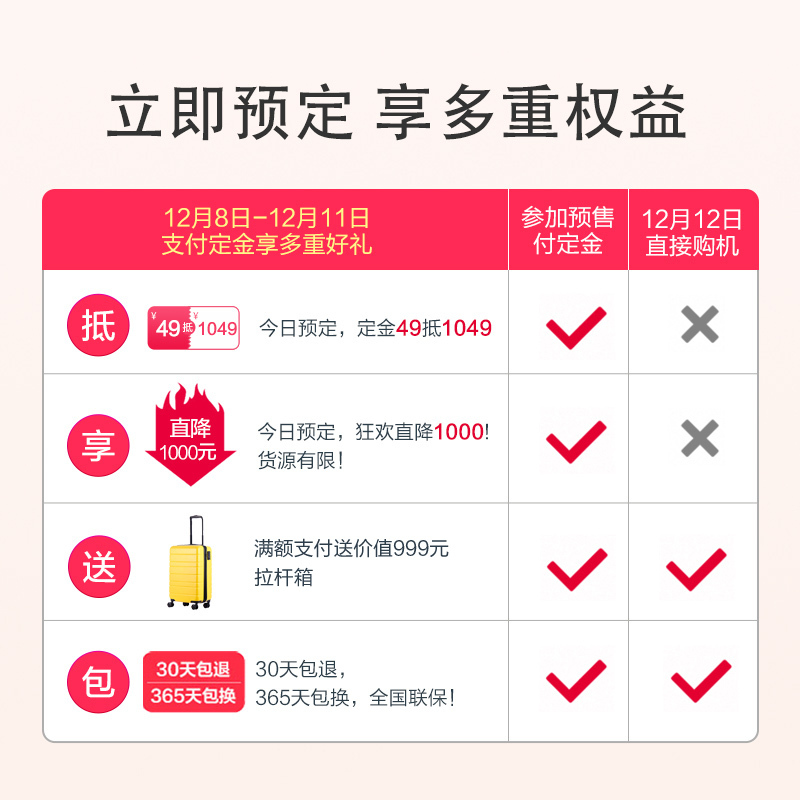 立即预定 享多重权益
12月8日-12月11日
支付定金享多重好礼
参加预售
付定金
12月12日
直接购机
抵
¥49抵¥1049
今日预定，定金49抵1049
享
直降
1000元
今日预定，狂欢直降1000!
货源有限！
送
满额支付送价值999元
拉杆箱
包
30天包退
365天包换
30天包退，
365天包换，全国联保！